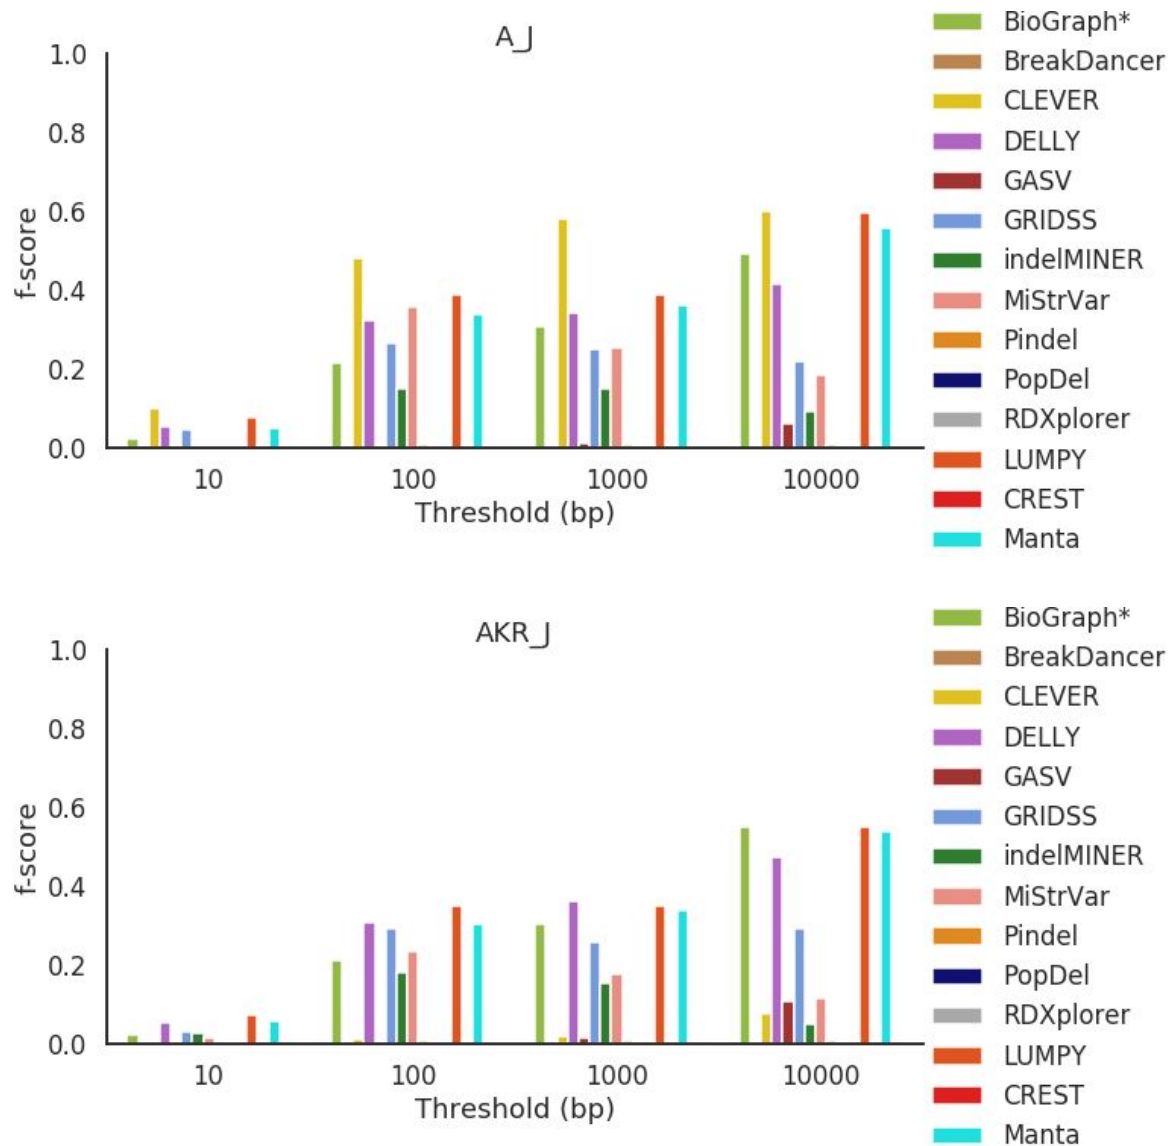 A_J
1.0
0.8
0.6
0.4
0.2
0.0
f-score
10 100 1000 10000
Threshold (bp)
BioGraph*
BreakDancer
CLEVER
DELLY
GASV
GRIDSS
indelMINER
MiStrVar
Pindel
PopDel
RDXplorer
LUMPY
CREST
Manta
AKR_J
1.0
0.8
0.6
0.4
0.2
0.0
f-score
10 100 1000 10000
Threshold (bp)
BioGraph*
BreakDancer
CLEVER
DELLY
GASV
GRIDSS
indelMINER
MiStrVar
Pindel
PopDel
RDXplorer
LUMPY
CREST
Manta